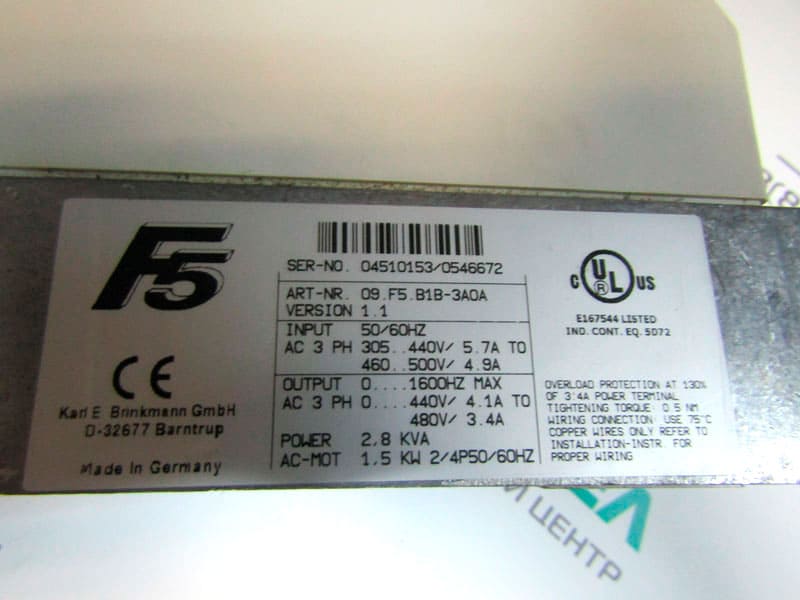 F5
SER-NO. 04510153/0546672
ART-NR. 09.F5.B1B-3A0A
VERSION 1.1
INPUT 50/60HZ
AC 3 PH 305..440V/ 5.7A TO
460..500V/ 4.9A
OUTPUT 0....1600HZ MAX
AC 3 PH 0....440V/ 4.1A TO
480V/ 3.4A
POWER 2,8 KVA
AC-MOT 1,5 KW 2/4P50/60HZ
CE
Karl E. Brinkmann GmbH
D-32677 Barntrup
Made In Germany
C UL ® US
E167544 LISTED
IND. CONT. EQ. 5D72
OVERLOAD PROTECTION AT 130%
OF 3.4A POWER TERMINAL
TIGHTENING TORQUE 0.5 NM
WIRING CONNECTION USE 75°C
COPPER WIRES ONLY REFER TO
INSTALLATION-INSTR. FOR
PROPER WIRING
ЦЕНТР